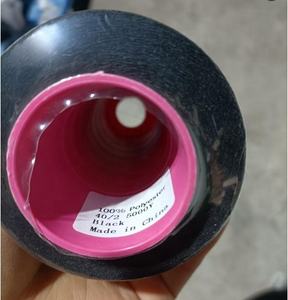 100% Polyester
40/2 5000Y
Black
Made in China